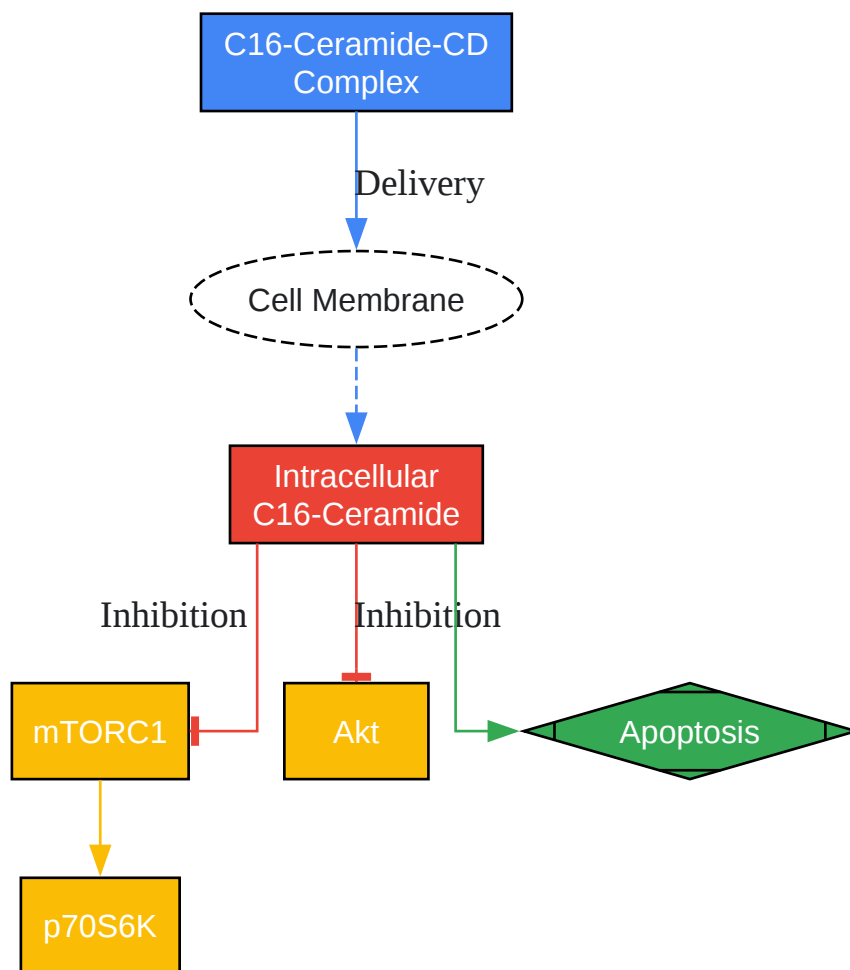 C16-Ceramide-CD
Complex
Delivery
Cell Membrane
Intracellular
C16-Ceramide
Inhibition
Inhibition
mTORC1
Akt
Apoptosis
p70S6K